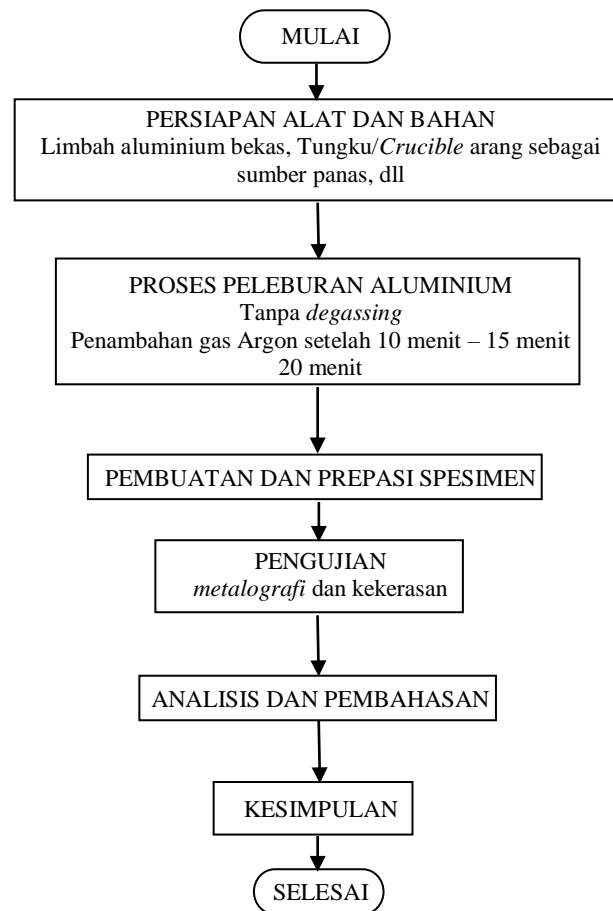 MULAI
PERSIAPAN ALAT DAN BAHAN
Limbah aluminium bekas, Tungku/Crucible arang sebagai
sumber panas, dll
PROSES PELEBURAN ALUMINIUM
Tanpa degassing
Penambahan gas Argon setelah 10 menit – 15 menit
20 menit
PEMBUATAN DAN PREPASI SPESIMEN
PENGUJIAN
metalografi dan kekerasan
ANALISIS DAN PEMBAHASAN
KESIMPULAN
SELESAI